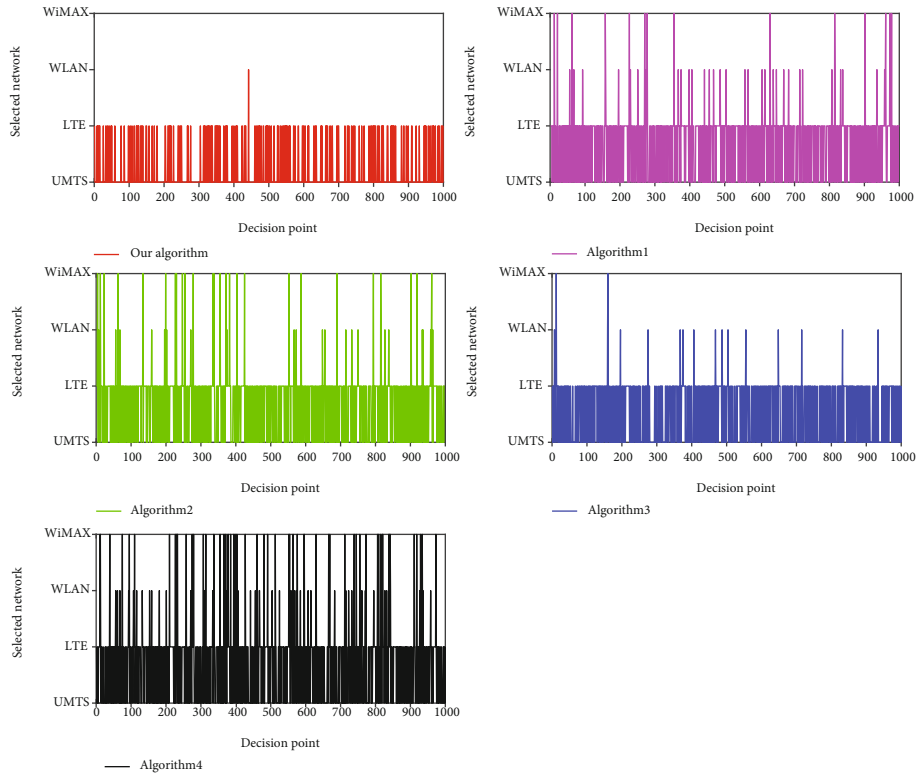 WiMAX
WLAN
LTE
UMTS
Selected network
0 100 200 300 400 500 600 700 800 900 1000
Decision point
Our algorithm
WiMAX
WLAN
LTE
UMTS
Selected network
0 100 200 300 400 500 600 700 800 900 1000
Decision point
Algorithm1
WiMAX
WLAN
LTE
UMTS
Selected network
0 100 200 300 400 500 600 700 800 900 1000
Decision point
Algorithm2
WiMAX
WLAN
LTE
UMTS
Selected network
0 100 200 300 400 500 600 700 800 900 1000
Decision point
Algorithm3
WiMAX
WLAN
LTE
UMTS
Selected network
0 100 200 300 400 500 600 700 800 900 1000
Decision point
Algorithm4